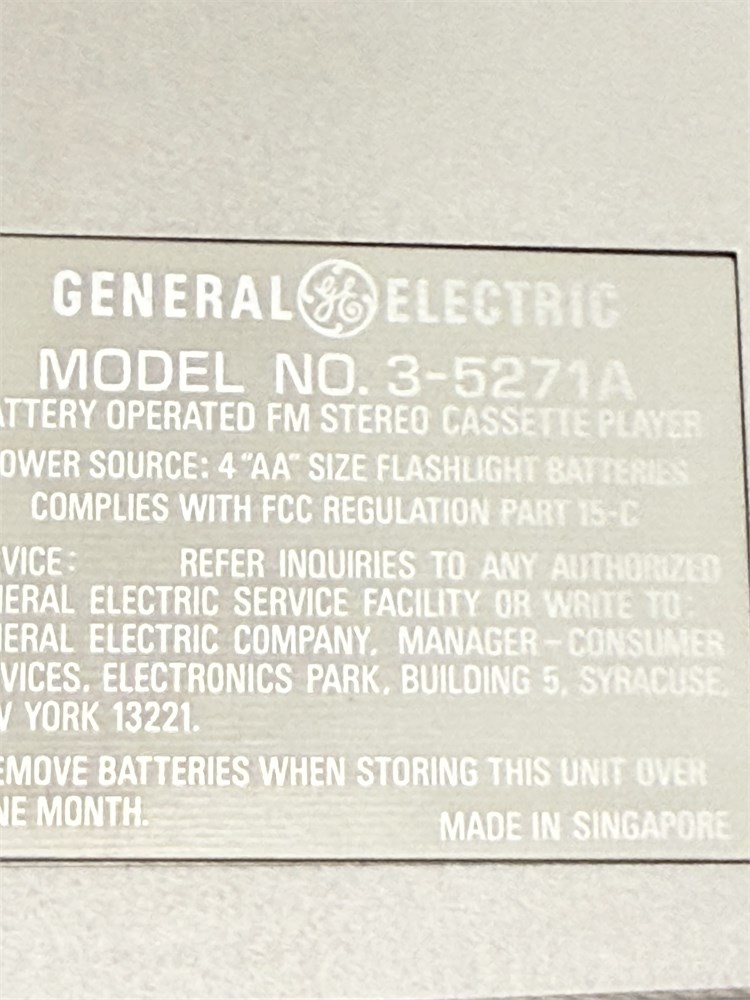 GENERAL GE ELECTRIC
MODEL NO. 3-5271A
ATTERY OPERATED FM STEREO CASSETTE PLAYER
OWER SOURCE: 4 "AA" SIZE FLASHLIGHT BATTERIES
COMPLIES WITH FCC REGULATION PART 15-C
VICE: REFER INQUIRIES TO ANY AUTHORIZED
NERAL ELECTRIC SERVICE FACILITY OR WRITE TO:
NERAL ELECTRIC COMPANY, MANAGER-CONSUMER
VICES, ELECTRONICS PARK, BUILDING 5, SYRACUSE,
W YORK 13221.
EMOVE BATTERIES WHEN STORING THIS UNIT OVER
NE MONTH.
MADE IN SINGAPORE